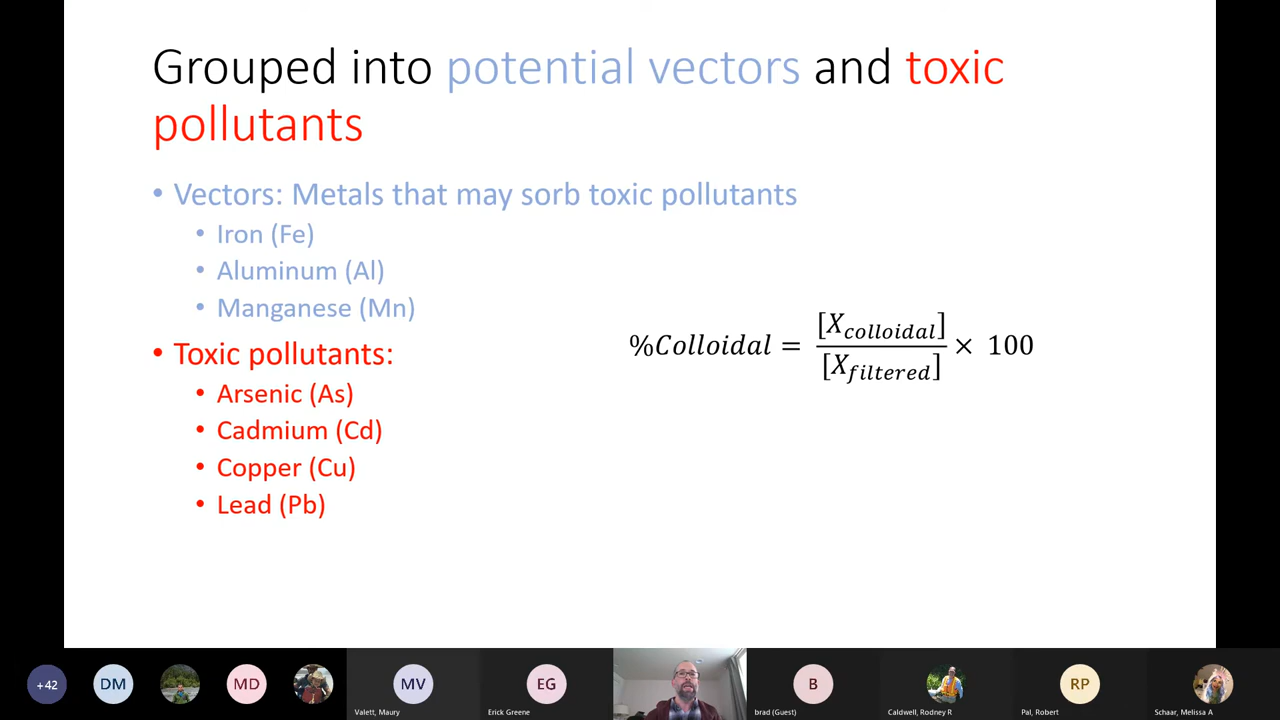 Grouped into potential vectors and toxic
pollutants
• Vectors: Metals that may sorb toxic pollutants
• Iron (Fe)
• Aluminum (Al)
• Manganese (Mn)
• Toxic pollutants:
• Arsenic (As)
• Cadmium (Cd)
• Copper (Cu)
• Lead (Pb)
%Colloidal = [X_colloidal] / [X_filtered] × 100
+42
DM
MD
MV
EG
B
RP
Valett, Maury
Erick Greene
brad (Guest)
Caldwell, Rodney R
Pal, Robert
Schaar, Melissa A